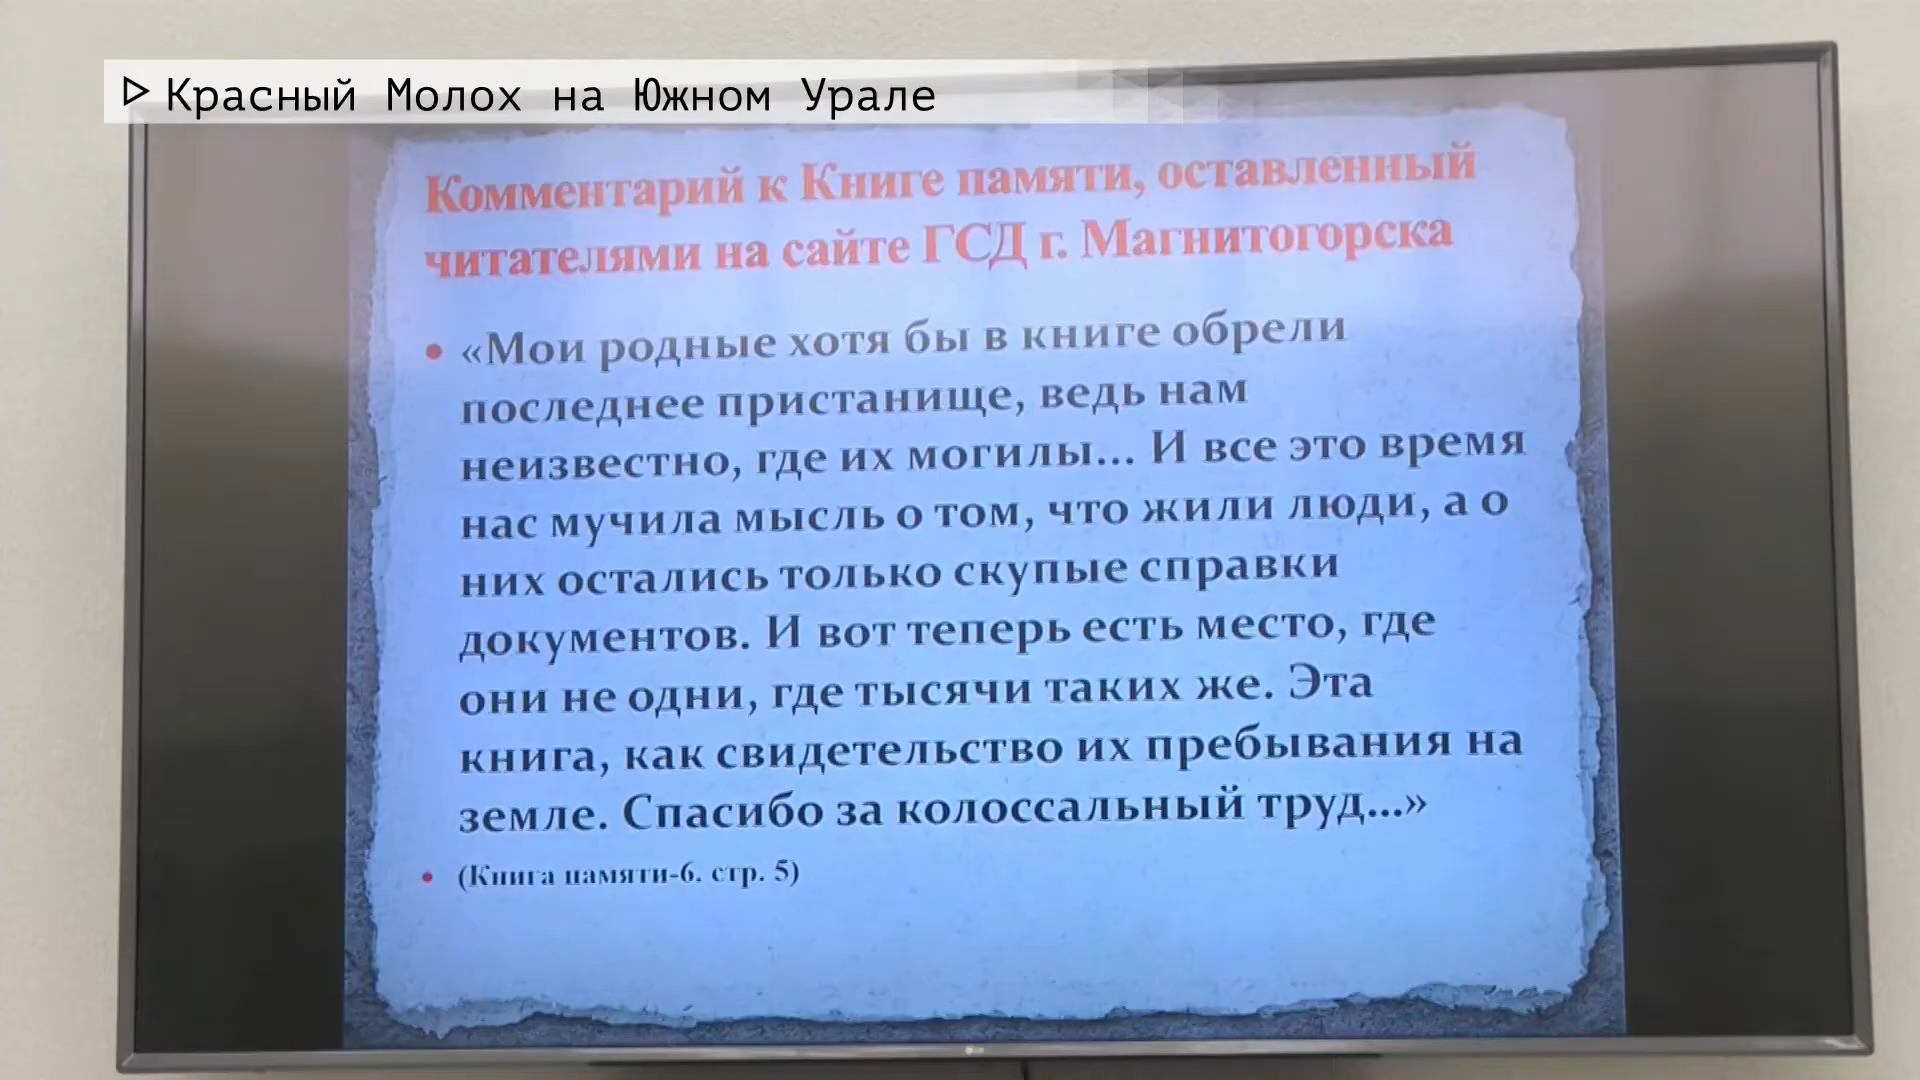 Красный Молох на Южном Урале
Комментарий к Книге памяти, оставленный
читателями на сайте ГСД г. Магнитогорска
• «Мои родные хотя бы в книге обрели
последнее пристанище, ведь нам
неизвестно, где их могилы... И все это время
нас мучила мысль о том, что жили люди, а о
них остались только скупые справки
документов. И вот теперь есть место, где
они не одни, где тысячи таких же. Эта
книга, как свидетельство их пребывания на
земле. Спасибо за колоссальный труд...»
• (Книга памяти-6. стр. 5)